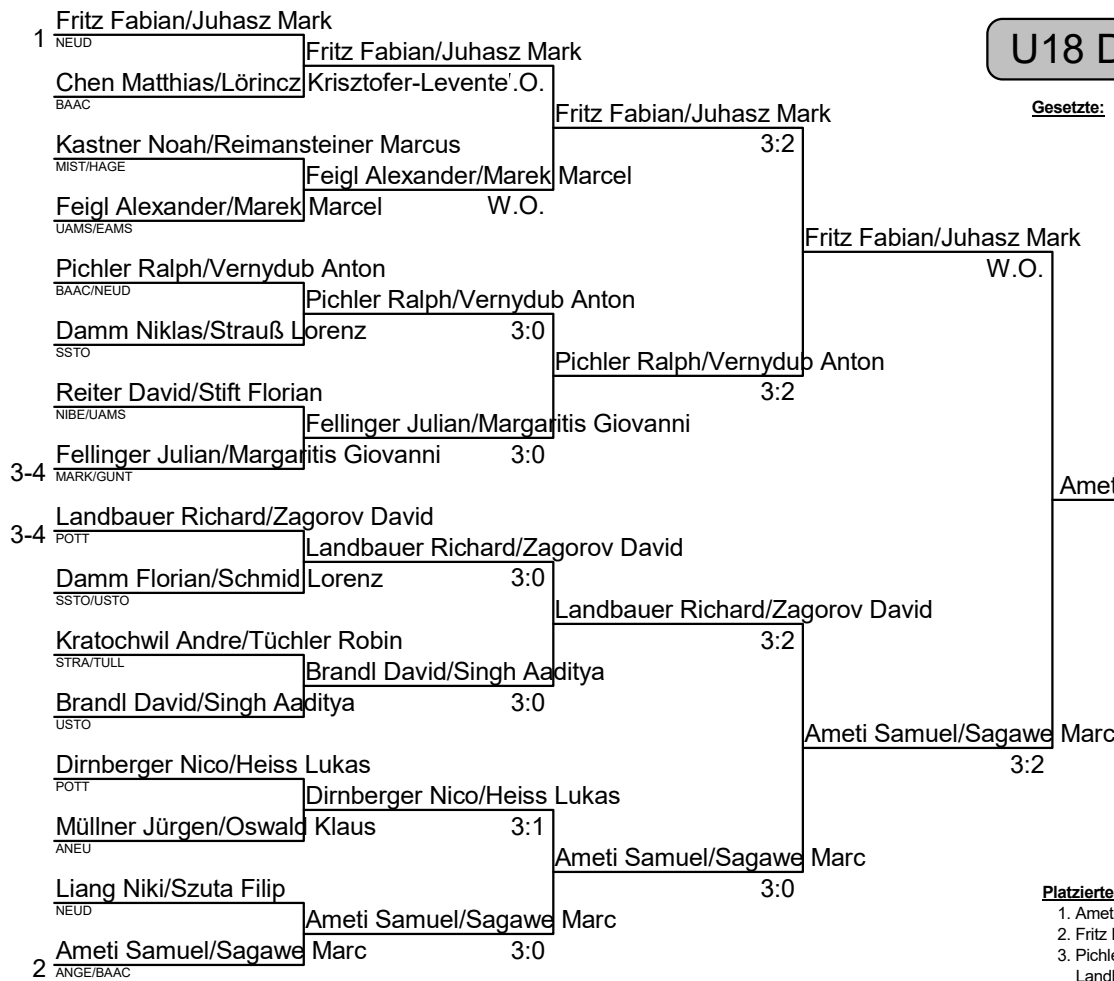 Fritz Fabian/Juhasz Mark
1
NEUD
Fritz Fabian/Juhasz Mark
Chen Matthias/Lörincz Krisztofer-Levente
.O.
BAAC
Fritz Fabian/Juhasz Mark
3:2
Kastner Noah/Reimansteiner Marcus
MIST/HAGE
Feigl Alexander/Marek Marcel
W.O.
Feigl Alexander/Marek Marcel
UAMS/EAMS
Fritz Fabian/Juhasz Mark
W.O.
Pichler Ralph/Vernydub Anton
BAAC/NEUD
Pichler Ralph/Vernydub Anton
3:0
Damm Niklas/Strauß Lorenz
SSTO
Pichler Ralph/Vernydub Anton
3:2
Reiter David/Stift Florian
NIBE/UAMS
Fellinger Julian/Margaritis Giovanni
3:0
Fellinger Julian/Margaritis Giovanni
3-4
MARK/GUNT
Amet
Landbauer Richard/Zagorov David
3-4
POTT
Landbauer Richard/Zagorov David
3:0
Damm Florian/Schmid Lorenz
SSTO/USTO
Landbauer Richard/Zagorov David
3:2
Kratochwil Andre/Tüchler Robin
STRA/TULL
Brandl David/Singh Aaditya
3:0
Brandl David/Singh Aaditya
USTO
Ameti Samuel/Sagawe Marc
3:2
Dirnberger Nico/Heiss Lukas
POTT
Dirnberger Nico/Heiss Lukas
3:1
Müllner Jürgen/Oswald Klaus
ANEU
Ameti Samuel/Sagawe Marc
3:0
Liang Niki/Szuta Filip
NEUD
Ameti Samuel/Sagawe Marc
3:0
Ameti Samuel/Sagawe Marc
2
ANGE/BAAC
U18 D
Gesetzte:
Platzierte
1. Amet
2. Fritz
3. Pichle
Landl